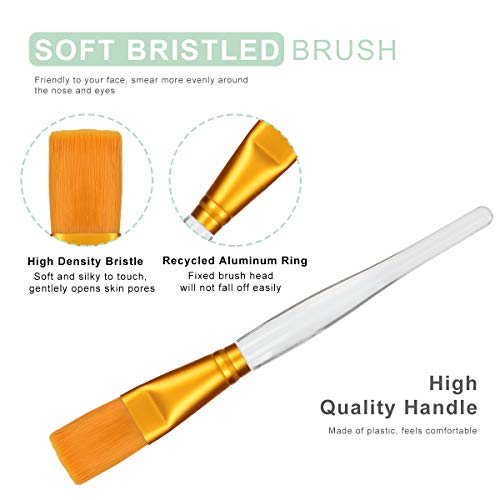 SOFT BRISTLED BRUSH
Friendly to your face, smear more evenly around
the nose and eyes
High Density Bristle
Soft and silky to touch,
gentlely opens skin pores
Recycled Aluminum Ring
Fixed brush head
will not fall off easily
High
Quality Handle
Made of plastic, feels comfortable